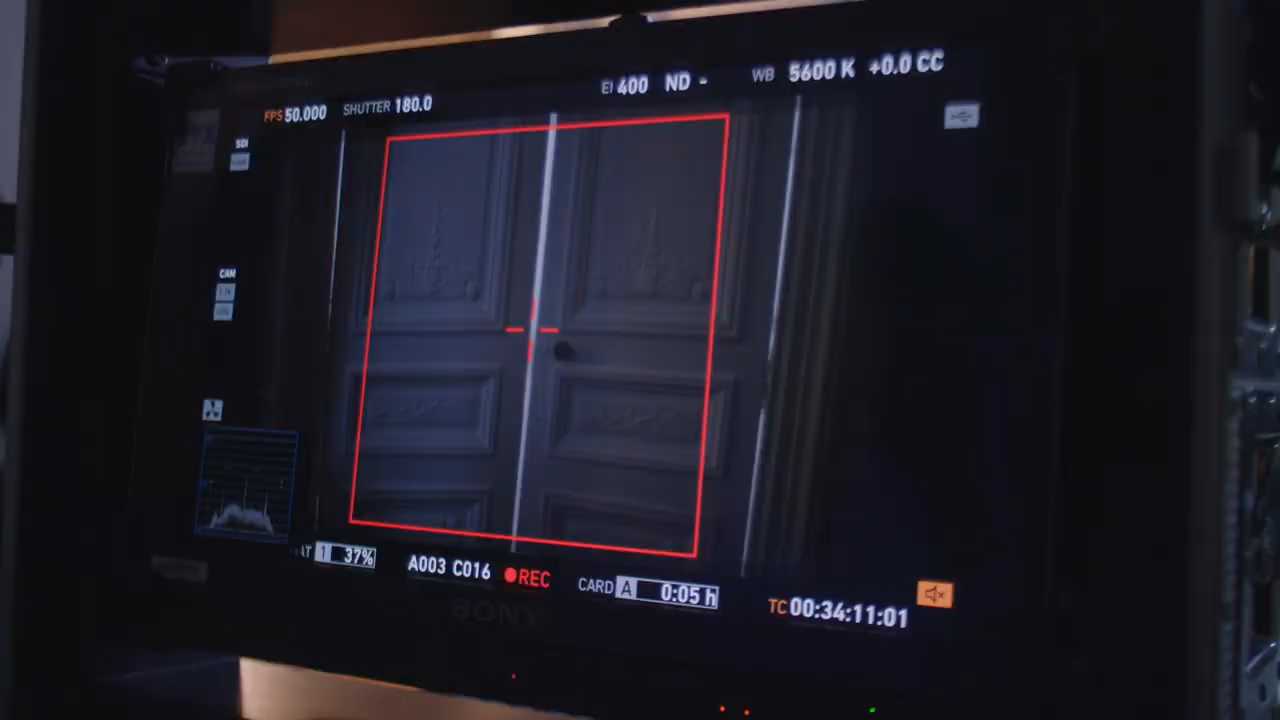 FPS 50.000 SHUTTER 180.0 EI 400 ND - WB 5600 K +0.0 CC
SDI
CAM
37%
A003 C016 REC CARD A 0:05 h TC 00:34:11:01
SONY